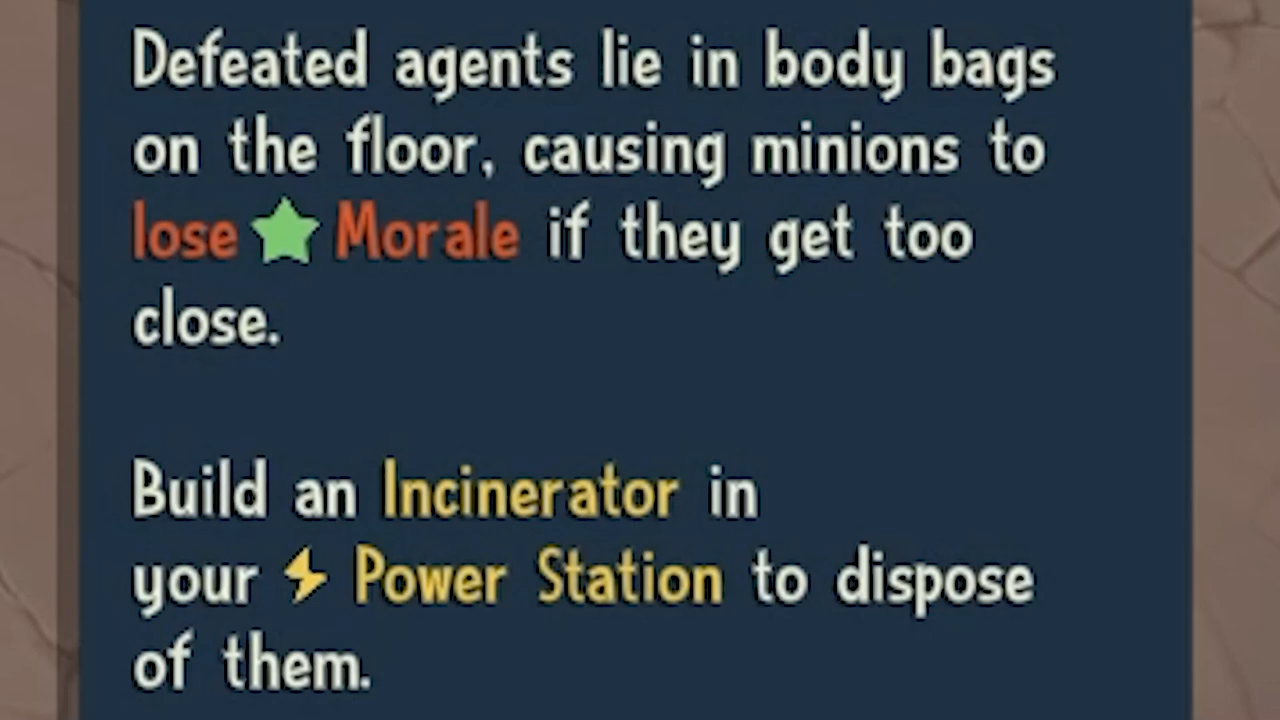 Defeated agents lie in body bags
on the floor, causing minions to
lose Morale if they get too
close.
Build an Incinerator in
your Power Station to dispose
of them.